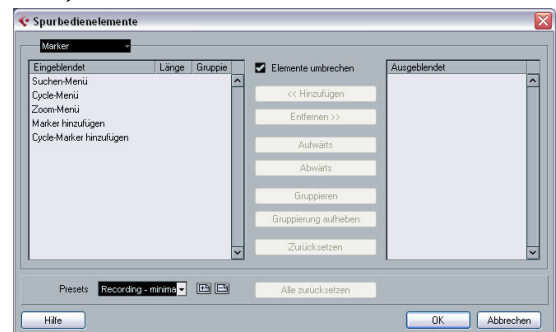 Spurbedienelemente
Marker
Eingeblendet Länge Gruppie
Suchen-Menü
Cycle-Menü
Zoom-Menü
Marker hinzufügen
Cycle-Marker hinzufügen
Elemente umbrechen
<< Hinzufügen
Entfernen >>
Aufwärts
Abwärts
Gruppieren
Gruppierung aufheben
Zurücksetzen
Ausgeblendet
Presets Recording - minima
Alle zurücksetzen
Hilfe
OK
Abbrechen